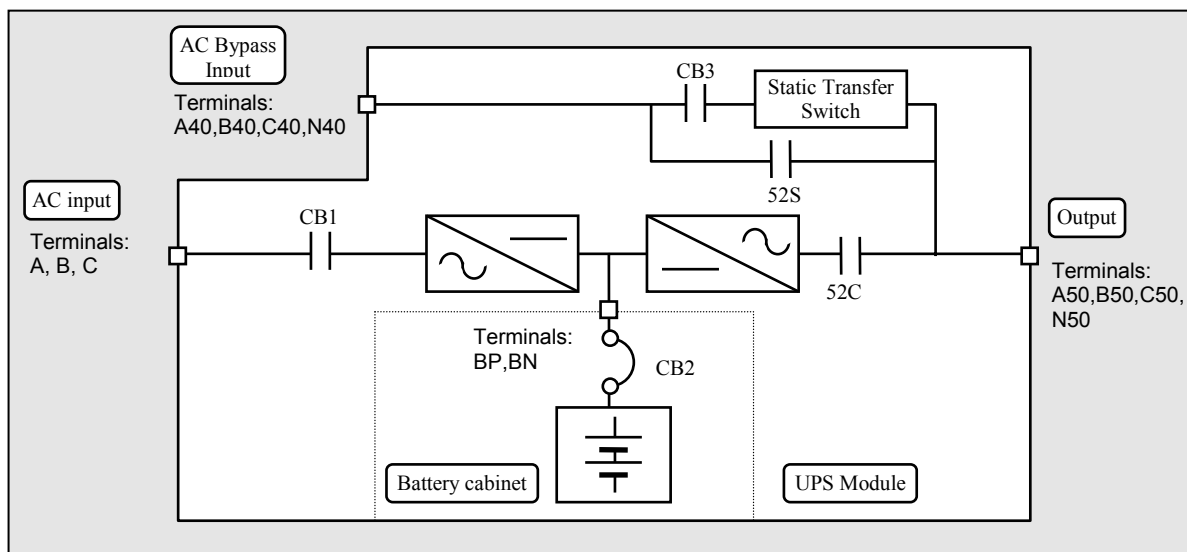 AC Bypass
Input
Terminals:
A40,B40,C40,N40
CB3
Static Transfer
Switch
52S
AC input
Terminals:
A, B, C
CB1
52C
Output
Terminals:
A50,B50,C50,
N50
Terminals:
BP,BN
CB2
Battery cabinet
UPS Module